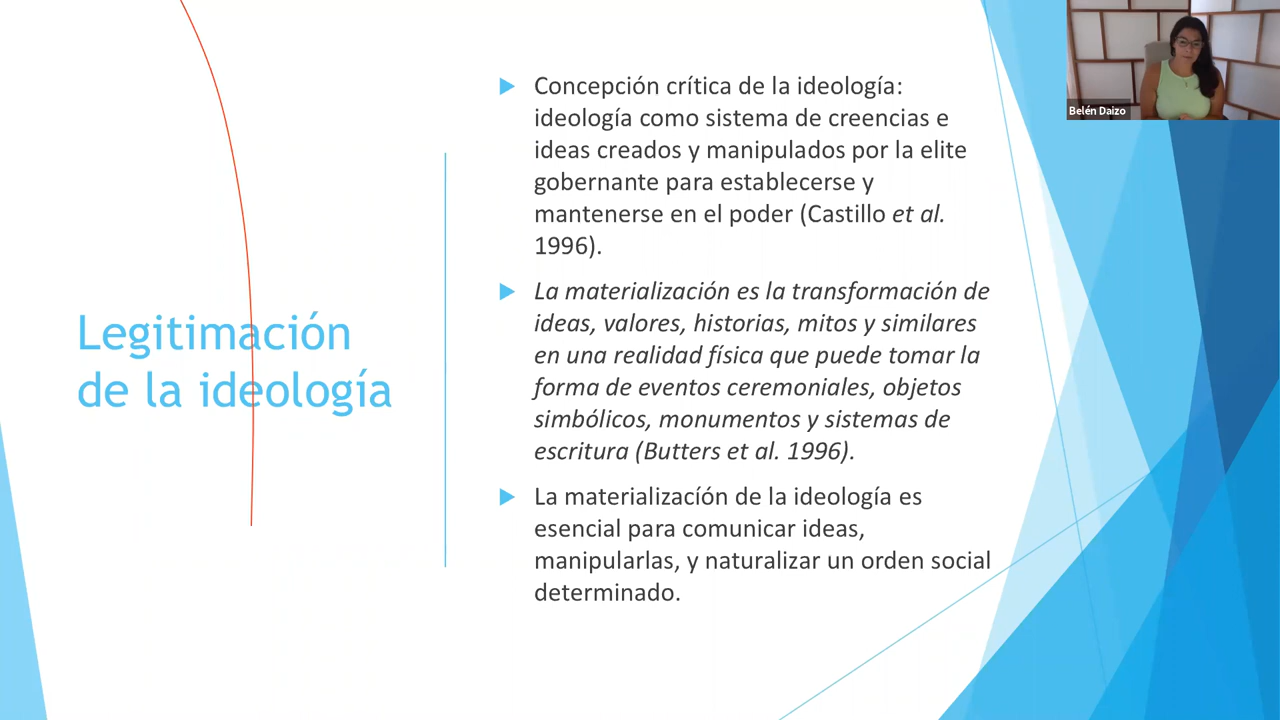 Belén Daizo
Legitimación
de la ideología
Concepción crítica de la ideología:
ideología como sistema de creencias e
ideas creados y manipulados por la elite
gobernante para establecerse y
mantenerse en el poder (Castillo et al.
1996).
La materialización es la transformación de
ideas, valores, historias, mitos y similares
en una realidad física que puede tomar la
forma de eventos ceremoniales, objetos
simbólicos, monumentos y sistemas de
escritura (Butters et al. 1996).
La materializacíón de la ideología es
esencial para comunicar ideas,
manipularlas, y naturalizar un orden social
determinado.